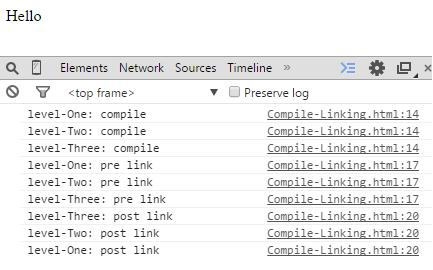 Hello
Elements Network Sources Timeline »
<top frame> ▼ Preserve log
level-One: compile Compile-Linking.html:14
level-Two: compile Compile-Linking.html:14
level-Three: compile Compile-Linking.html:14
level-One: pre link Compile-Linking.html:17
level-Two: pre link Compile-Linking.html:17
level-Three: pre link Compile-Linking.html:17
level-Three: post link Compile-Linking.html:20
level-Two: post link Compile-Linking.html:20
level-One: post link Compile-Linking.html:20